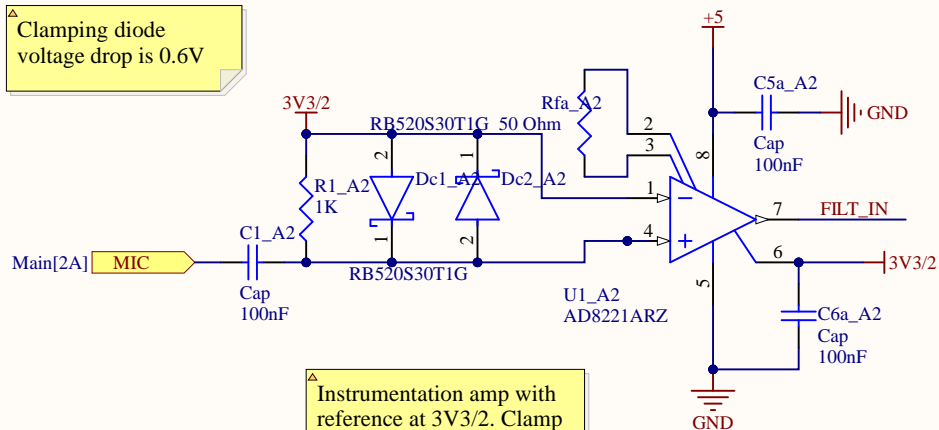 Clamping diode
voltage drop is 0.6V
+5
C5a_A2
GND
Cap
100nF
3V3/2
RB520S30T1G
50 Ohm
Rfa_A2
2
3
8
2
1
R1_A2
1K
Dc1_A2
Dc2_A2
1
7
FILT_IN
C1_A2
1
2
4
Main[2A]
MIC
RB520S30T1G
6
3V3/2
Cap
100nF
5
U1_A2
AD8221ARZ
C6a_A2
Cap
100nF
Instrumentation amp with
reference at 3V3/2. Clamp
GND